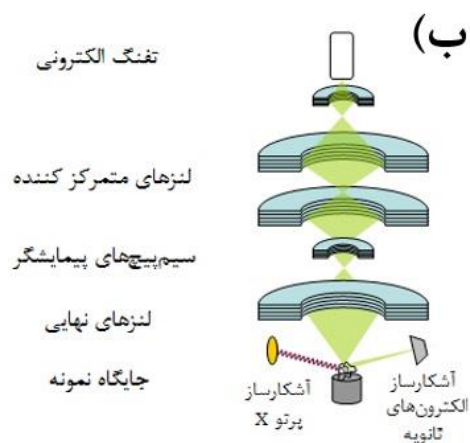 ب)
تفنگ الکترونی
لنزهای متمرکز کننده
سیم‌پیچ‌های پیمایشگر
لنزهای نهایی
جایگاه نمونه
آشکارساز
پرتو X
آشکارساز
الکترون‌های
ثانویه